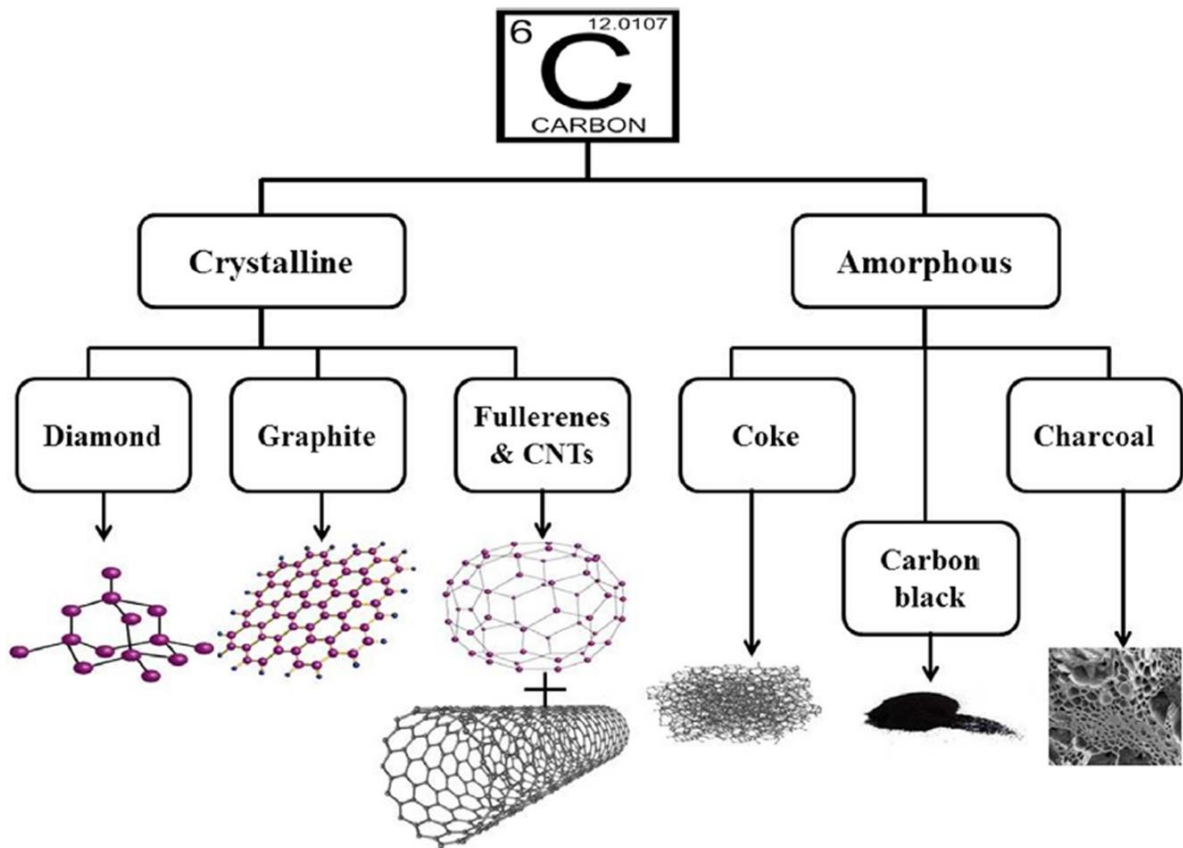 6
12.0107
C
CARBON
Crystalline
Amorphous
Diamond
Graphite
Fullerenes
& CNTs
Coke
Charcoal
Carbon
black